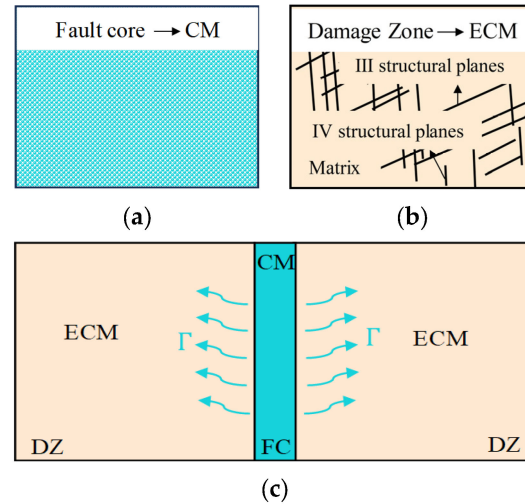 Fault core → CM
Damage Zone → ECM
III structural planes
IV structural planes
Matrix
(a)
(b)
CM
ECM Γ Γ ECM
DZ FC DZ
(c)